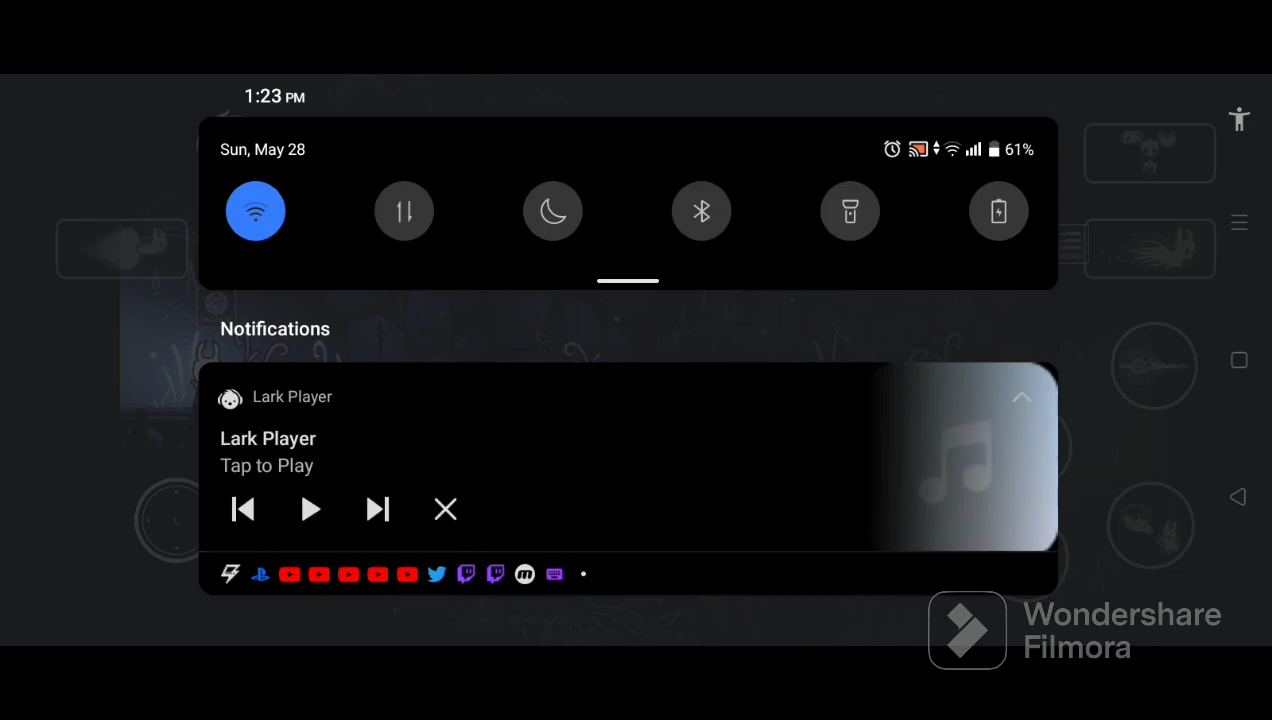 1:23 PM
Sun, May 28
61%
Notifications
Lark Player
Lark Player
Tap to Play
L
Wondershare
Filmora